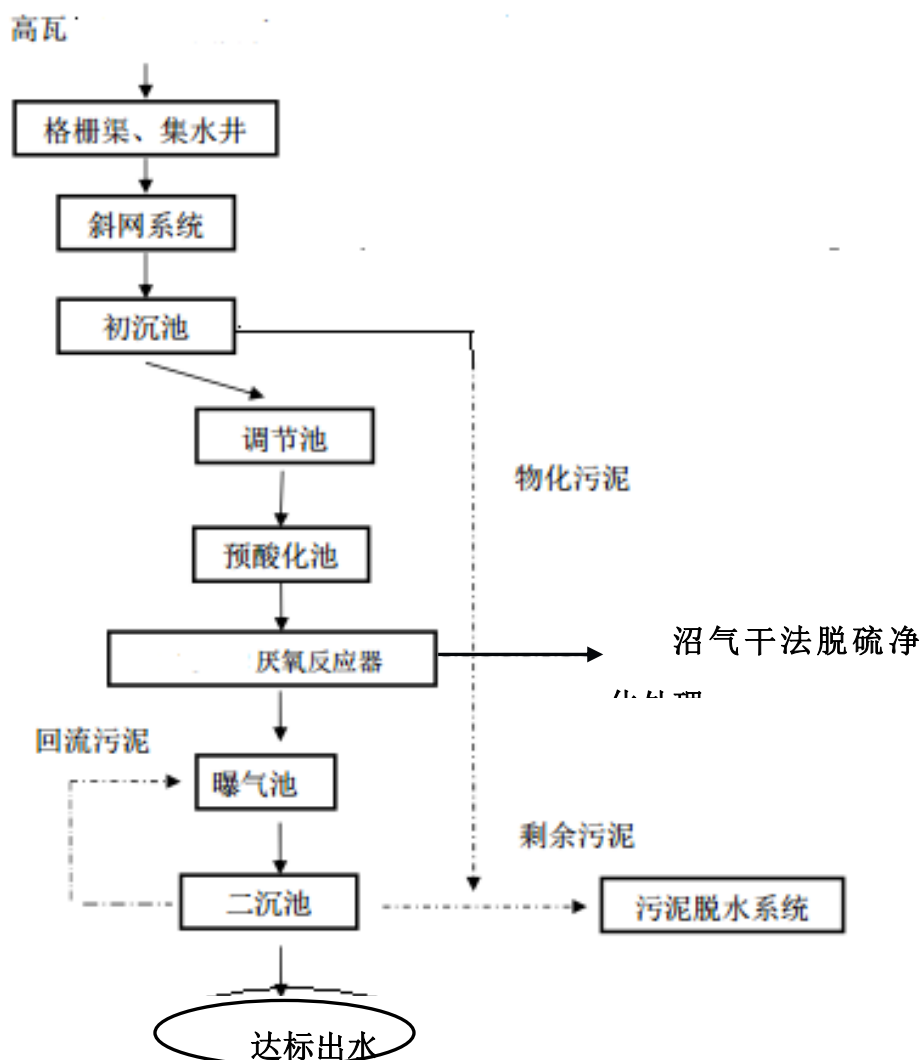 高瓦
格栅渠、集水井
斜网系统
初沉池
调节池
物化污泥
预酸化池
沼气干法脱硫净
厌氧反应器
回流污泥
曝气池
剩余污泥
二沉池
污泥脱水系统
达标出水